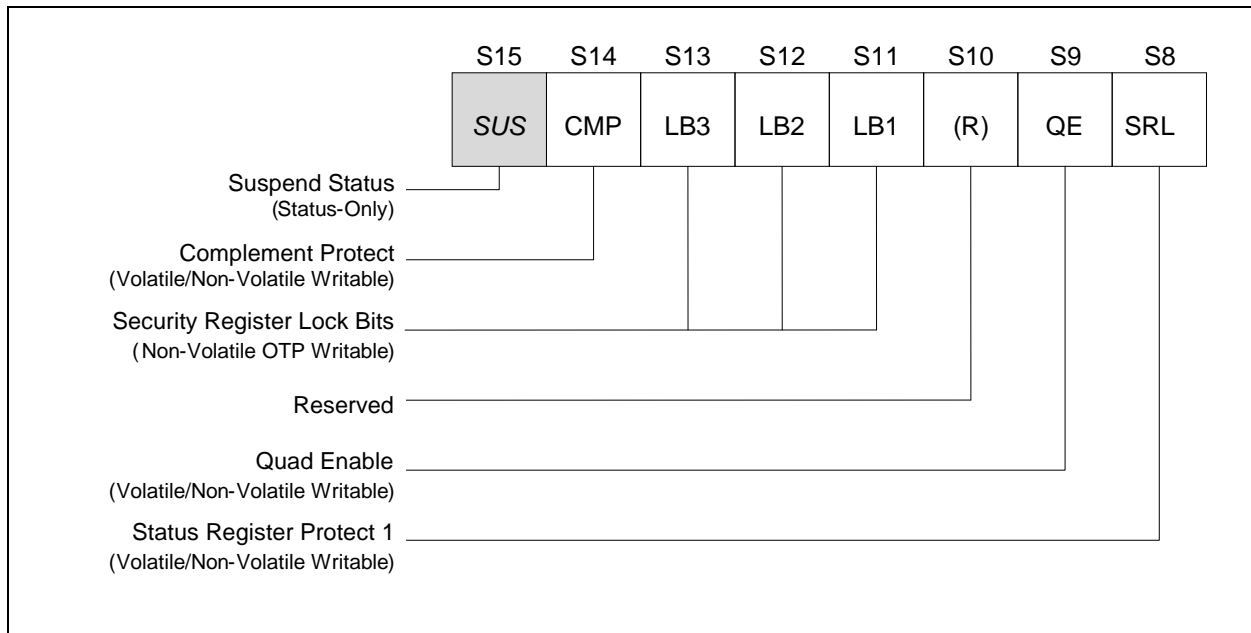 S15 S14 S13 S12 S11 S10 S9 S8
SUS CMP LB3 LB2 LB1 (R) QE SRL
Suspend Status
(Status-Only)
Complement Protect
(Volatile/Non-Volatile Writable)
Security Register Lock Bits
(Non-Volatile OTP Writable)
Reserved
Quad Enable
(Volatile/Non-Volatile Writable)
Status Register Protect 1
(Volatile/Non-Volatile Writable)